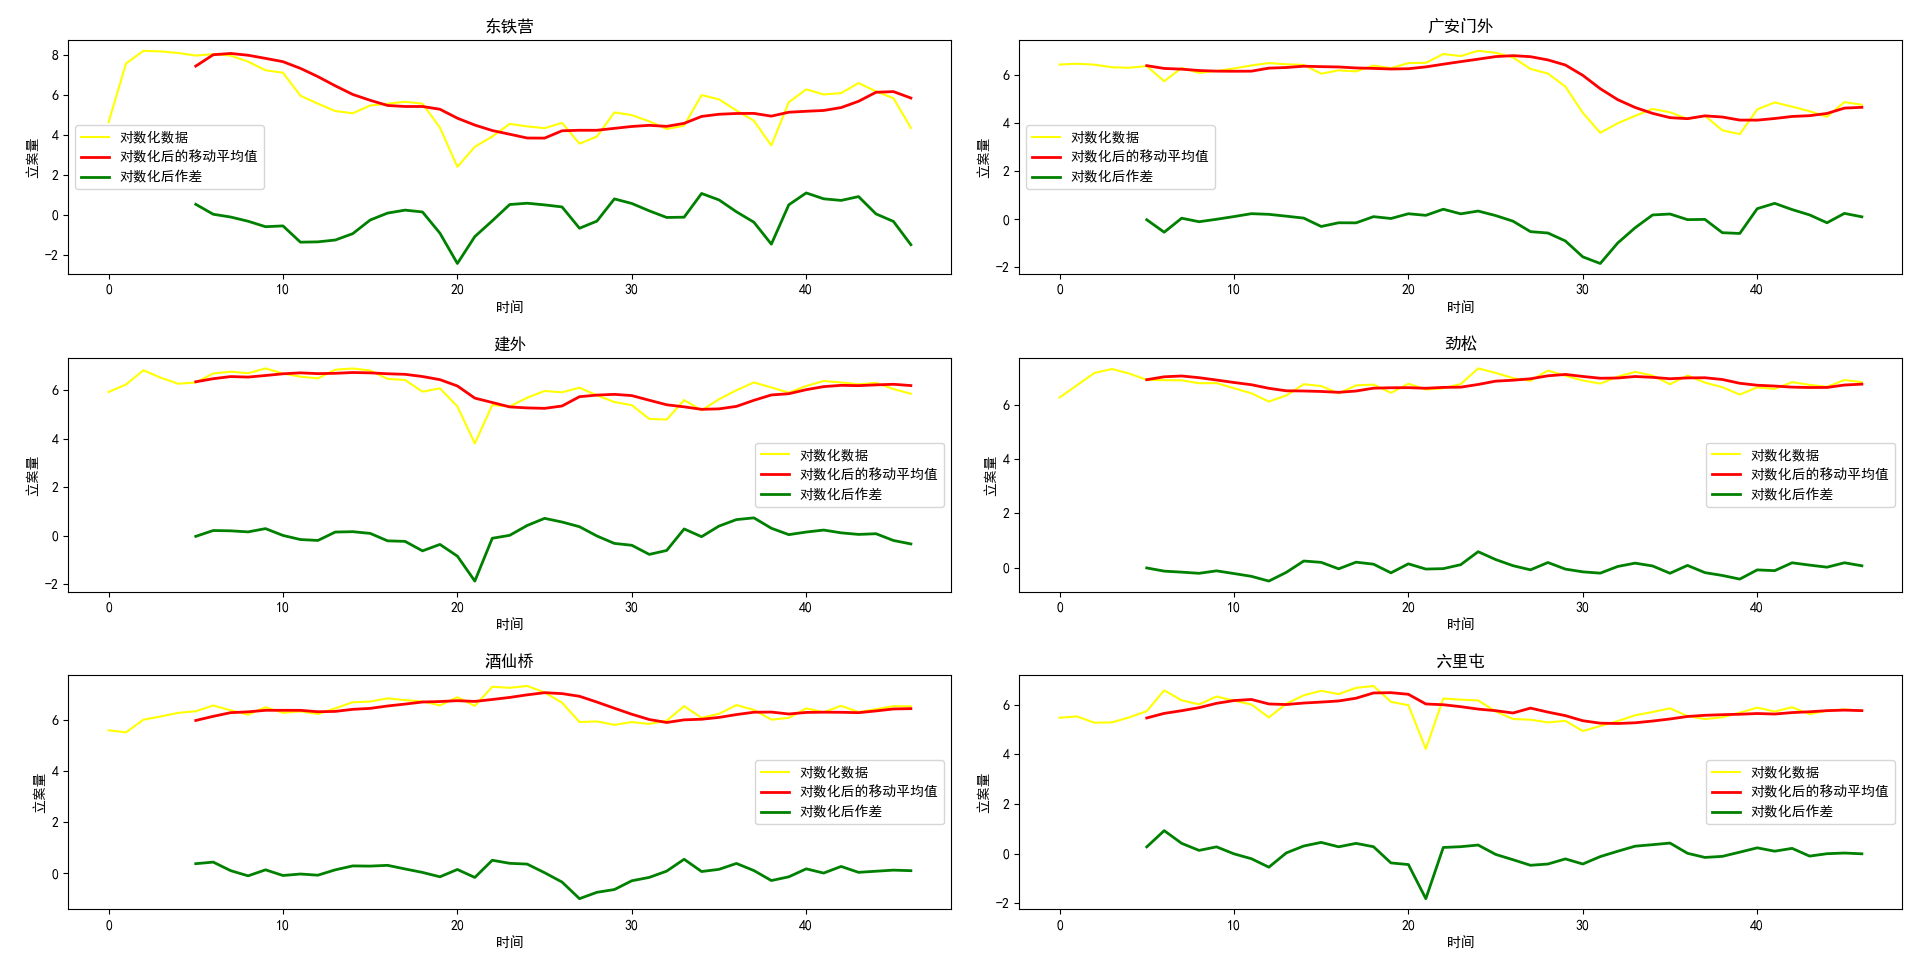 东铁营
8
6
4
2
0
−2
立案量
对数化数据
对数化后的移动平均值
对数化后作差
0 10 20 30 40
时间
广安门外
6
4
2
0
−2
立案量
对数化数据
对数化后的移动平均值
对数化后作差
0 10 20 30 40
时间
建外
6
4
2
0
−2
立案量
对数化数据
对数化后的移动平均值
对数化后作差
0 10 20 30 40
时间
劲松
6
4
2
0
立案量
对数化数据
对数化后的移动平均值
对数化后作差
0 10 20 30 40
时间
酒仙桥
6
4
2
0
立案量
对数化数据
对数化后的移动平均值
对数化后作差
0 10 20 30 40
时间
六里屯
6
4
2
0
−2
立案量
对数化数据
对数化后的移动平均值
对数化后作差
0 10 20 30 40
时间